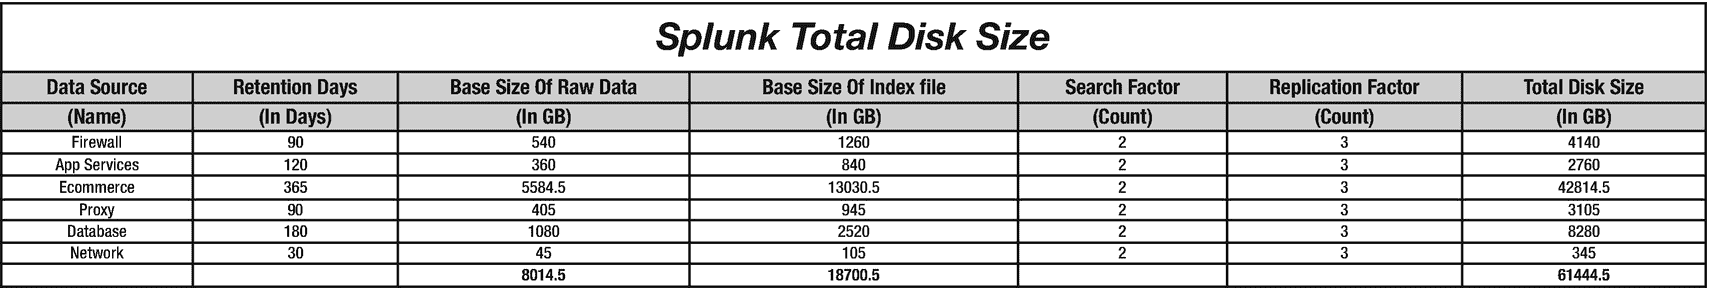 Splunk Total Disk Size
Data Source Retention Days Base Size Of Raw Data Base Size Of Index file Search Factor Replication Factor Total Disk Size
(Name) (In Days) (In GB) (In GB) (Count) (Count) (In GB)
Firewall 90 540 1260 2 3 4140
App Services 120 360 840 2 3 2760
Ecommerce 365 5584.5 13030.5 2 3 42814.5
Proxy 90 405 945 2 3 3105
Database 180 1080 2520 2 3 8280
Network 30 45 105 2 3 345
8014.5 18700.5 61444.5